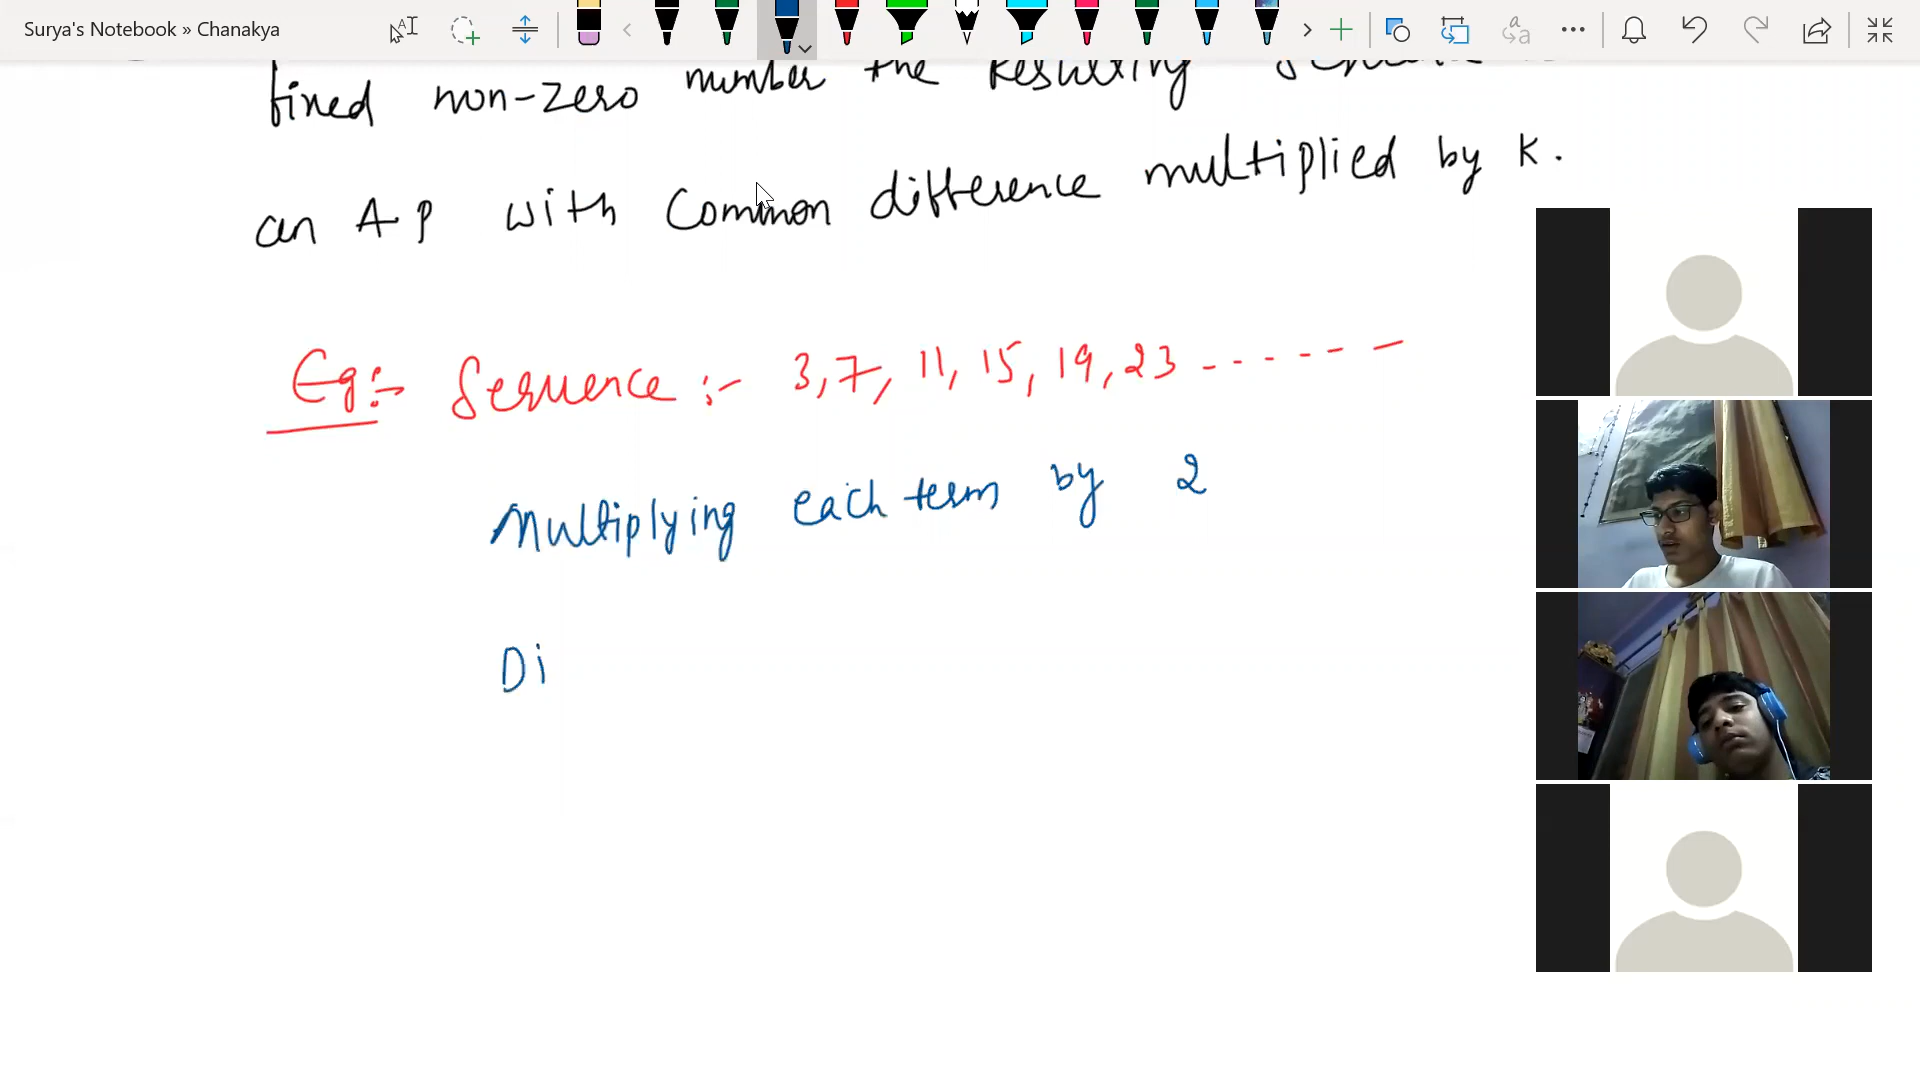 Surya's Notebook » Chanakya
fixed non-zero number the resulting
an AP with Common difference multiplied by K.
Eg:- Sequence :- 3, 7, 11, 15, 19, 23 ------
Multiplying each term by 2
Di